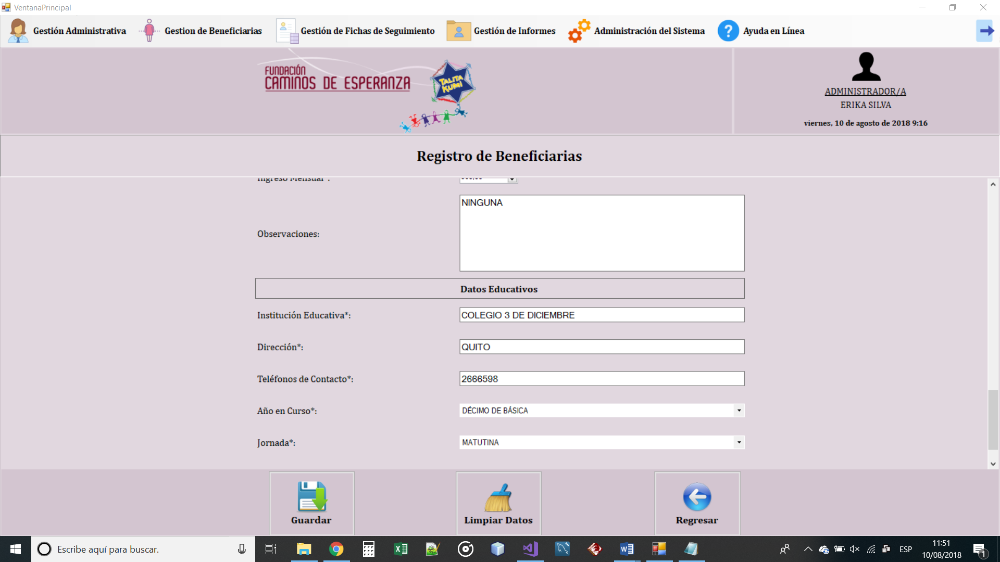 VentanaPrincipal
Gestión Administrativa
Gestion de Beneficiarias
Gestión de Fichas de Seguimiento
Gestión de Informes
Administración del Sistema
Ayuda en Línea
FUNDACIÓN
CAMINOS DE ESPERANZA
TALITA
KUMI
ADMINISTRADOR/A
ERIKA SILVA
viernes, 10 de agosto de 2018 9:16
Registro de Beneficiarias
Ingreso Mensual*:
NINGUNA
Observaciones:
Datos Educativos
Institución Educativa*:
COLEGIO 3 DE DICIEMBRE
Dirección*:
QUITO
Teléfonos de Contacto*:
2666598
Año en Curso*:
DÉCIMO DE BÁSICA
Jornada*:
MATUTINA
Guardar
Limpiar Datos
Regresar
Escribe aquí para buscar.
ESP
11:51
10/08/2018
1